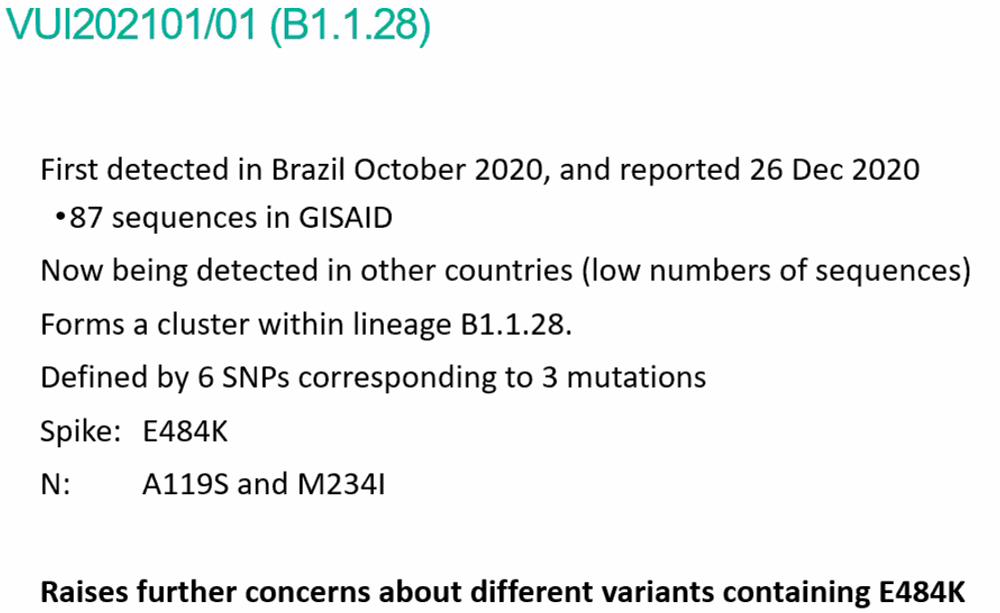 VUI202101/01 (B1.1.28)
First detected in Brazil October 2020, and reported 26 Dec 2020
•87 sequences in GISAID
Now being detected in other countries (low numbers of sequences)
Forms a cluster within lineage B1.1.28.
Defined by 6 SNPs corresponding to 3 mutations
Spike: E484K
N: A119S and M234I
Raises further concerns about different variants containing E484K